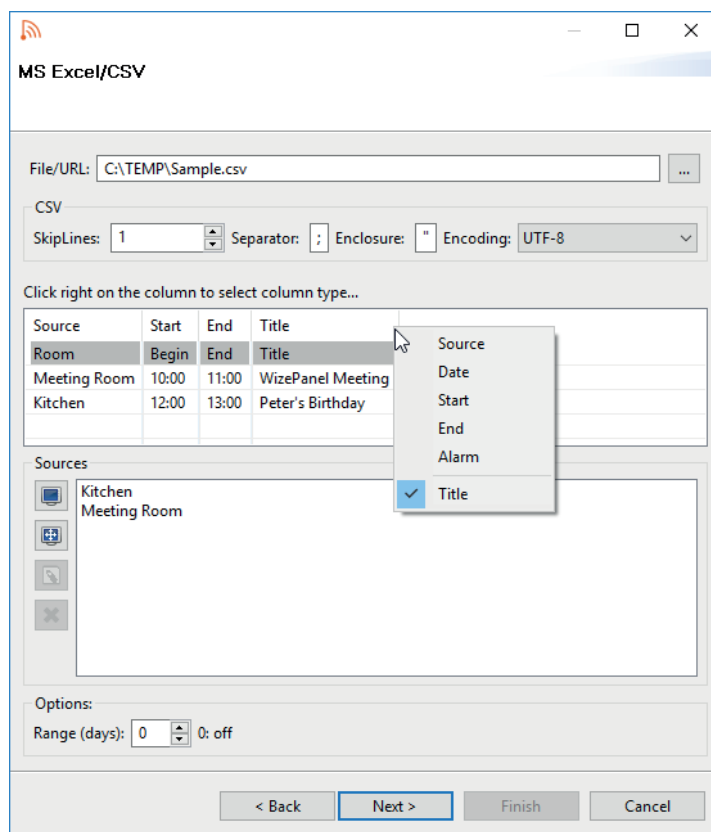 MS Excel/CSV
File/URL: C:\TEMP\Sample.csv ...
CSV
SkipLines: 1 Separator: ; Enclosure: " Encoding: UTF-8
Click right on the column to select column type...
Source Start End Title
Room Begin End Title
Meeting Room 10:00 11:00 WizePanel Meeting
Kitchen 12:00 13:00 Peter's Birthday
Source
Date
Start
End
Alarm
Title
Sources
Kitchen
Meeting Room
Options:
Range (days): 0 0: off
< Back Next > Finish Cancel